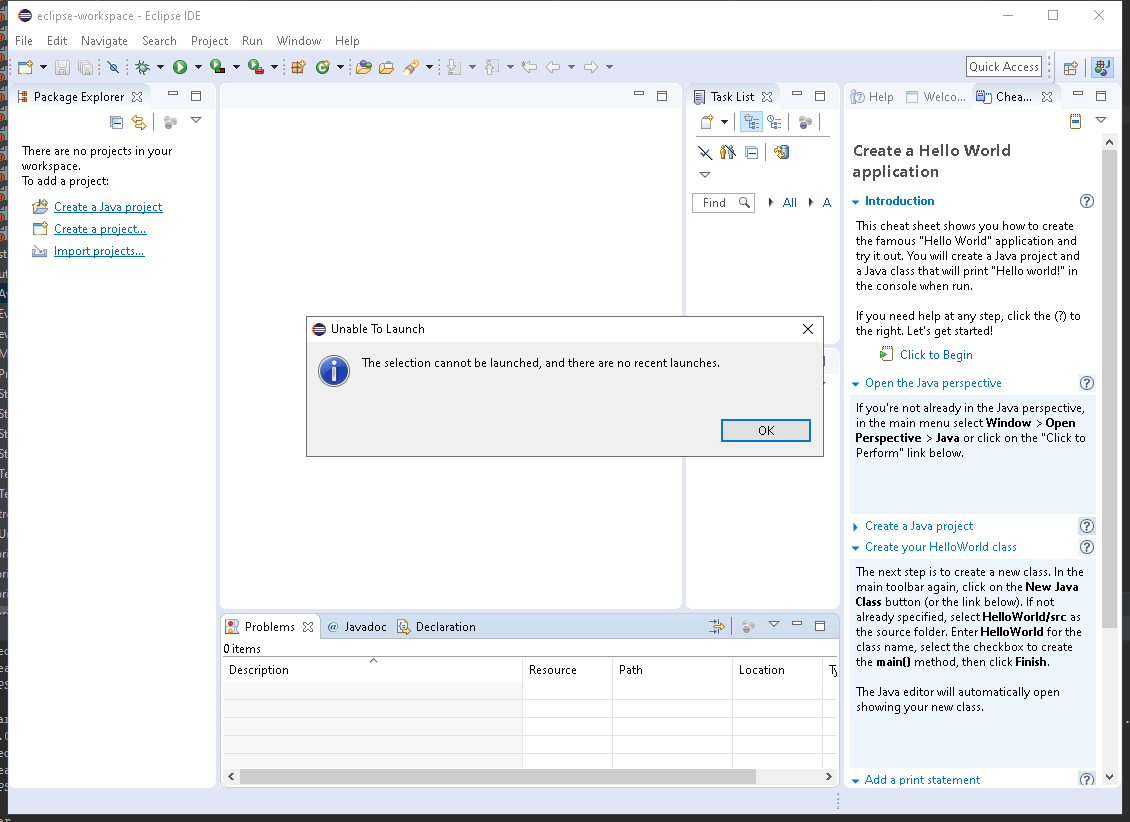 eclipse-workspace - Eclipse IDE
File Edit Navigate Search Project Run Window Help
Quick Access
Package Explorer
There are no projects in your
workspace.
To add a project:
Create a Java project
Create a project...
Import projects...
Task List
Find All A
Help Welco... Chea...
Create a Hello World
application
Introduction
This cheat sheet shows you how to create
the famous "Hello World" application and
try it out. You will create a Java project and
a Java class that will print "Hello world!" in
the console when run.
If you need help at any step, click the (?) to
the right. Let's get started!
Click to Begin
Open the Java perspective
If you're not already in the Java perspective,
in the main menu select Window > Open
Perspective > Java or click on the "Click to
Perform" link below.
Create a Java project
Create your HelloWorld class
The next step is to create a new class. In the
main toolbar again, click on the New Java
Class button (or the link below). If not
already specified, select HelloWorld/src as
the source folder. Enter HelloWorld for the
class name, select the checkbox to create
the main() method, then click Finish.
The Java editor will automatically open
showing your new class.
Add a print statement
Unable To Launch
The selection cannot be launched, and there are no recent launches.
OK
Problems @ Javadoc Declaration
0 items
Description Resource Path Location Ty